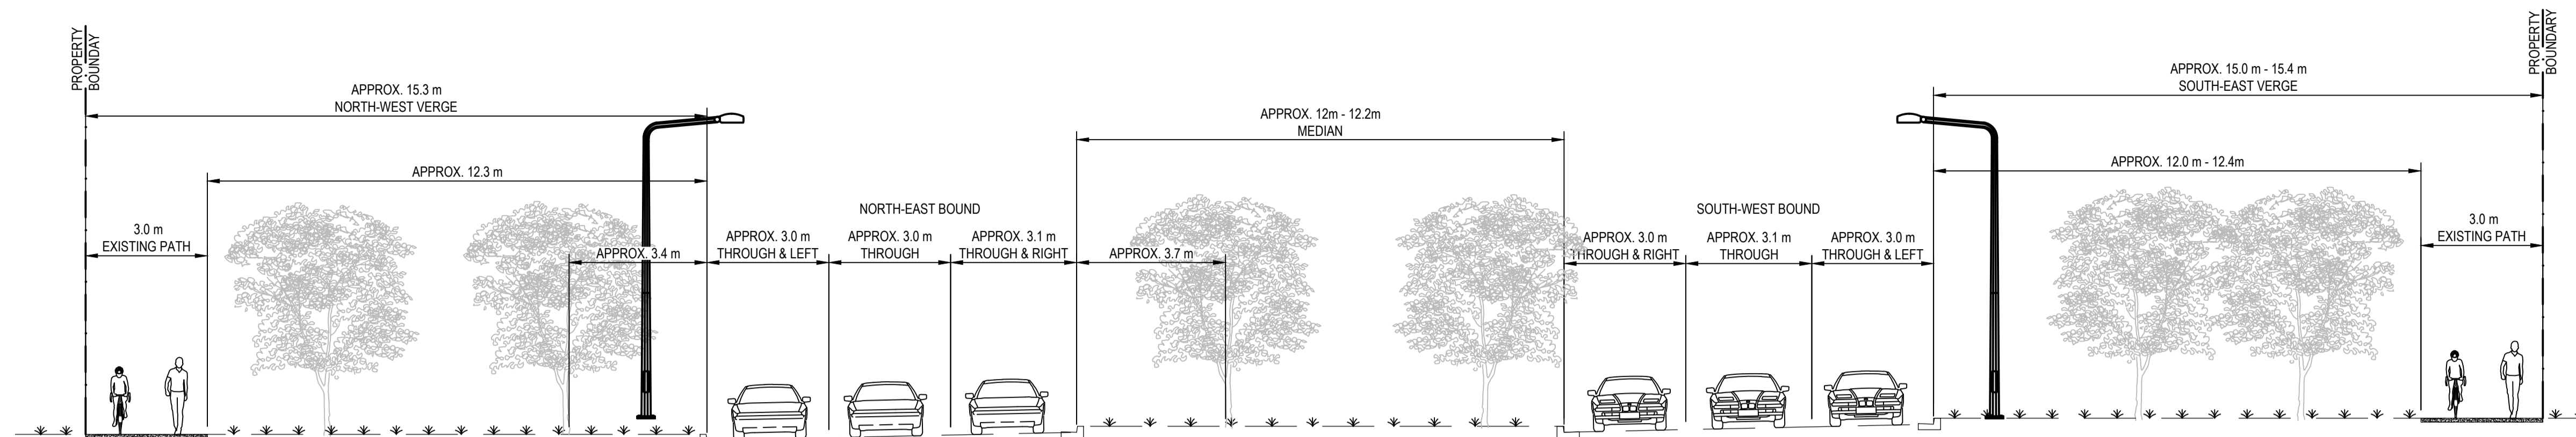 PROPERTY
BOUNDAY
APPROX. 15.3 m
NORTH-WEST VERGE
APPROX. 12.3 m
3.0 m
EXISTING PATH
APPROX. 3.4 m
NORTH-EAST BOUND
APPROX. 3.0 m
THROUGH & LEFT
APPROX. 3.0 m
THROUGH
APPROX. 3.1 m
THROUGH & RIGHT
APPROX. 12m - 12.2m
MEDIAN
APPROX. 3.7 m
SOUTH-WEST BOUND
APPROX. 3.0 m
THROUGH & RIGHT
APPROX. 3.1 m
THROUGH
APPROX. 3.0 m
THROUGH & LEFT
APPROX. 15.0 m - 15.4 m
SOUTH-EAST VERGE
APPROX. 12.0 m - 12.4m
3.0 m
EXISTING PATH
PROPERTY
BOUNDARY